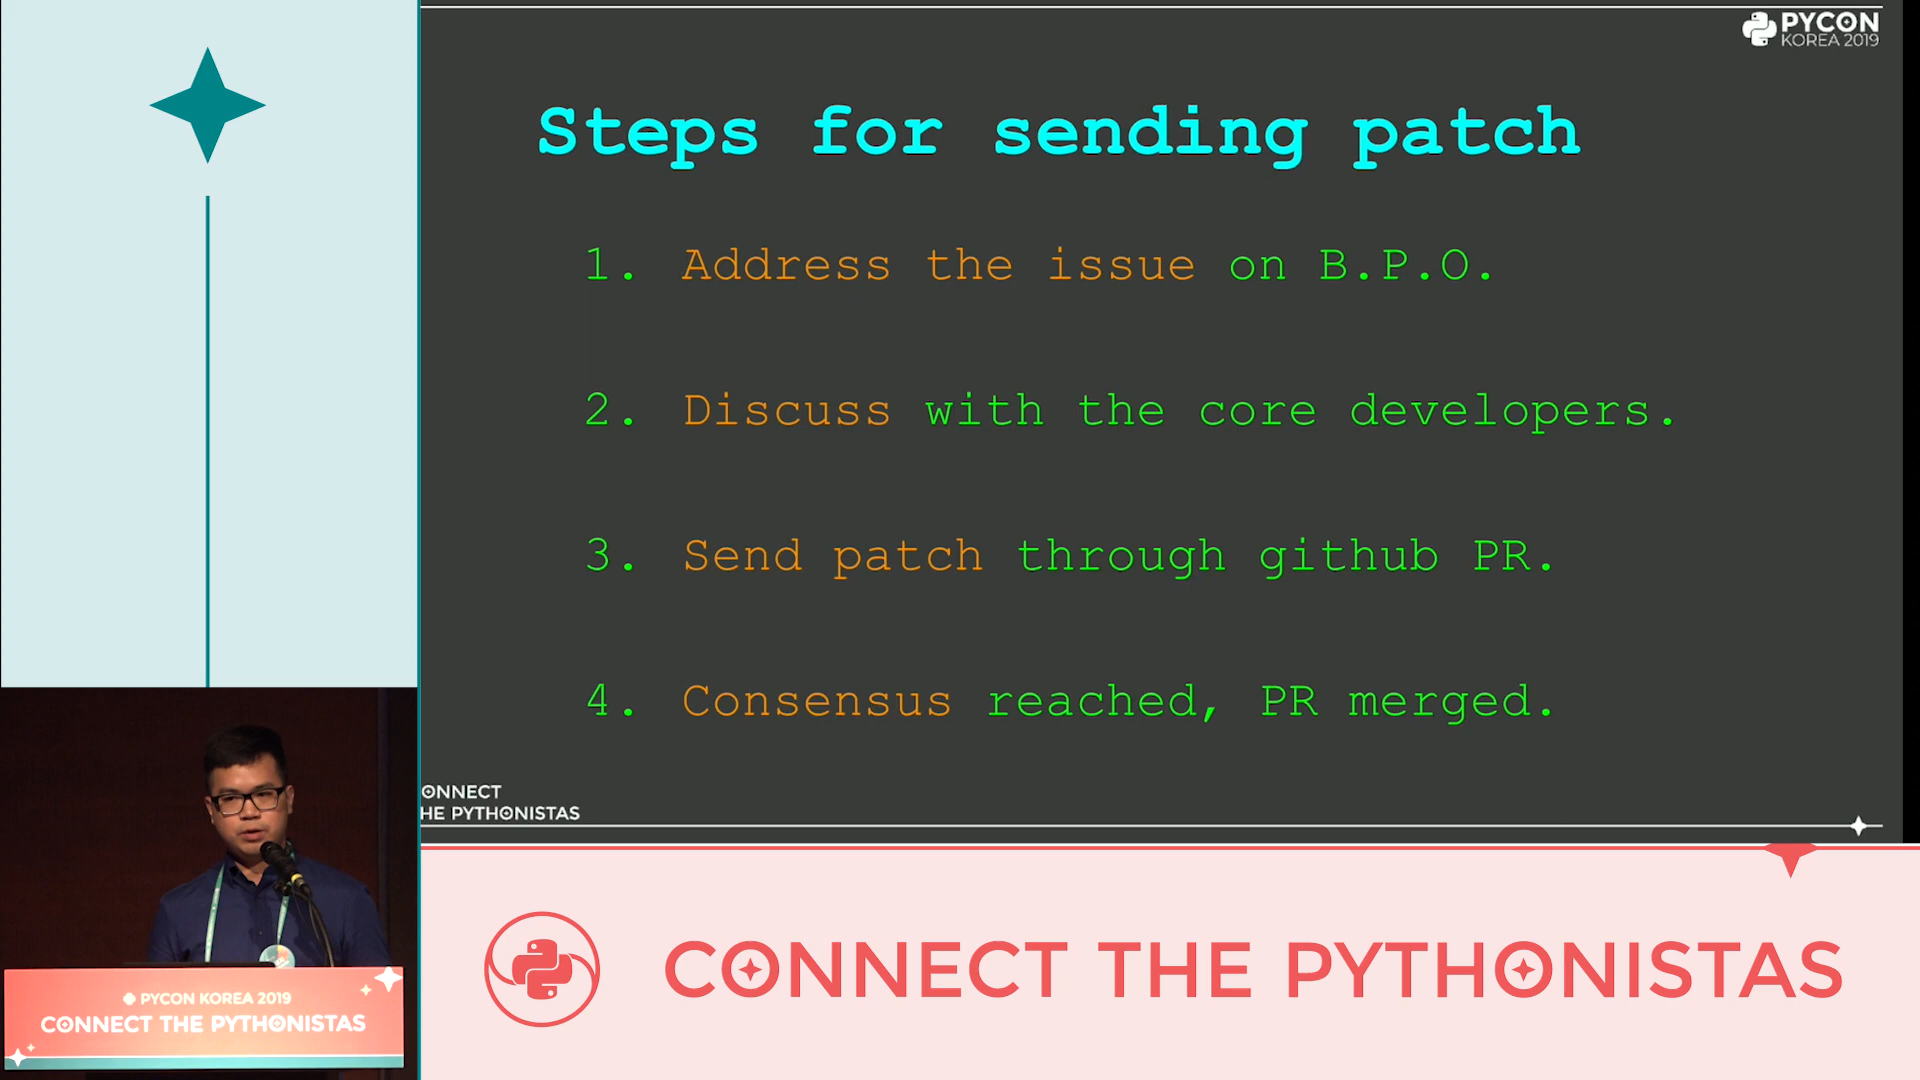 PYCON
KOREA 2019
Steps for sending patch
1. Address the issue on B.P.O.
2. Discuss with the core developers.
3. Send patch through github PR.
4. Consensus reached, PR merged.
ONNECT
HE PYTHONISTAS
PYCON KOREA 2019
CONNECT THE PYTHONISTAS
CONNECT THE PYTHONISTAS